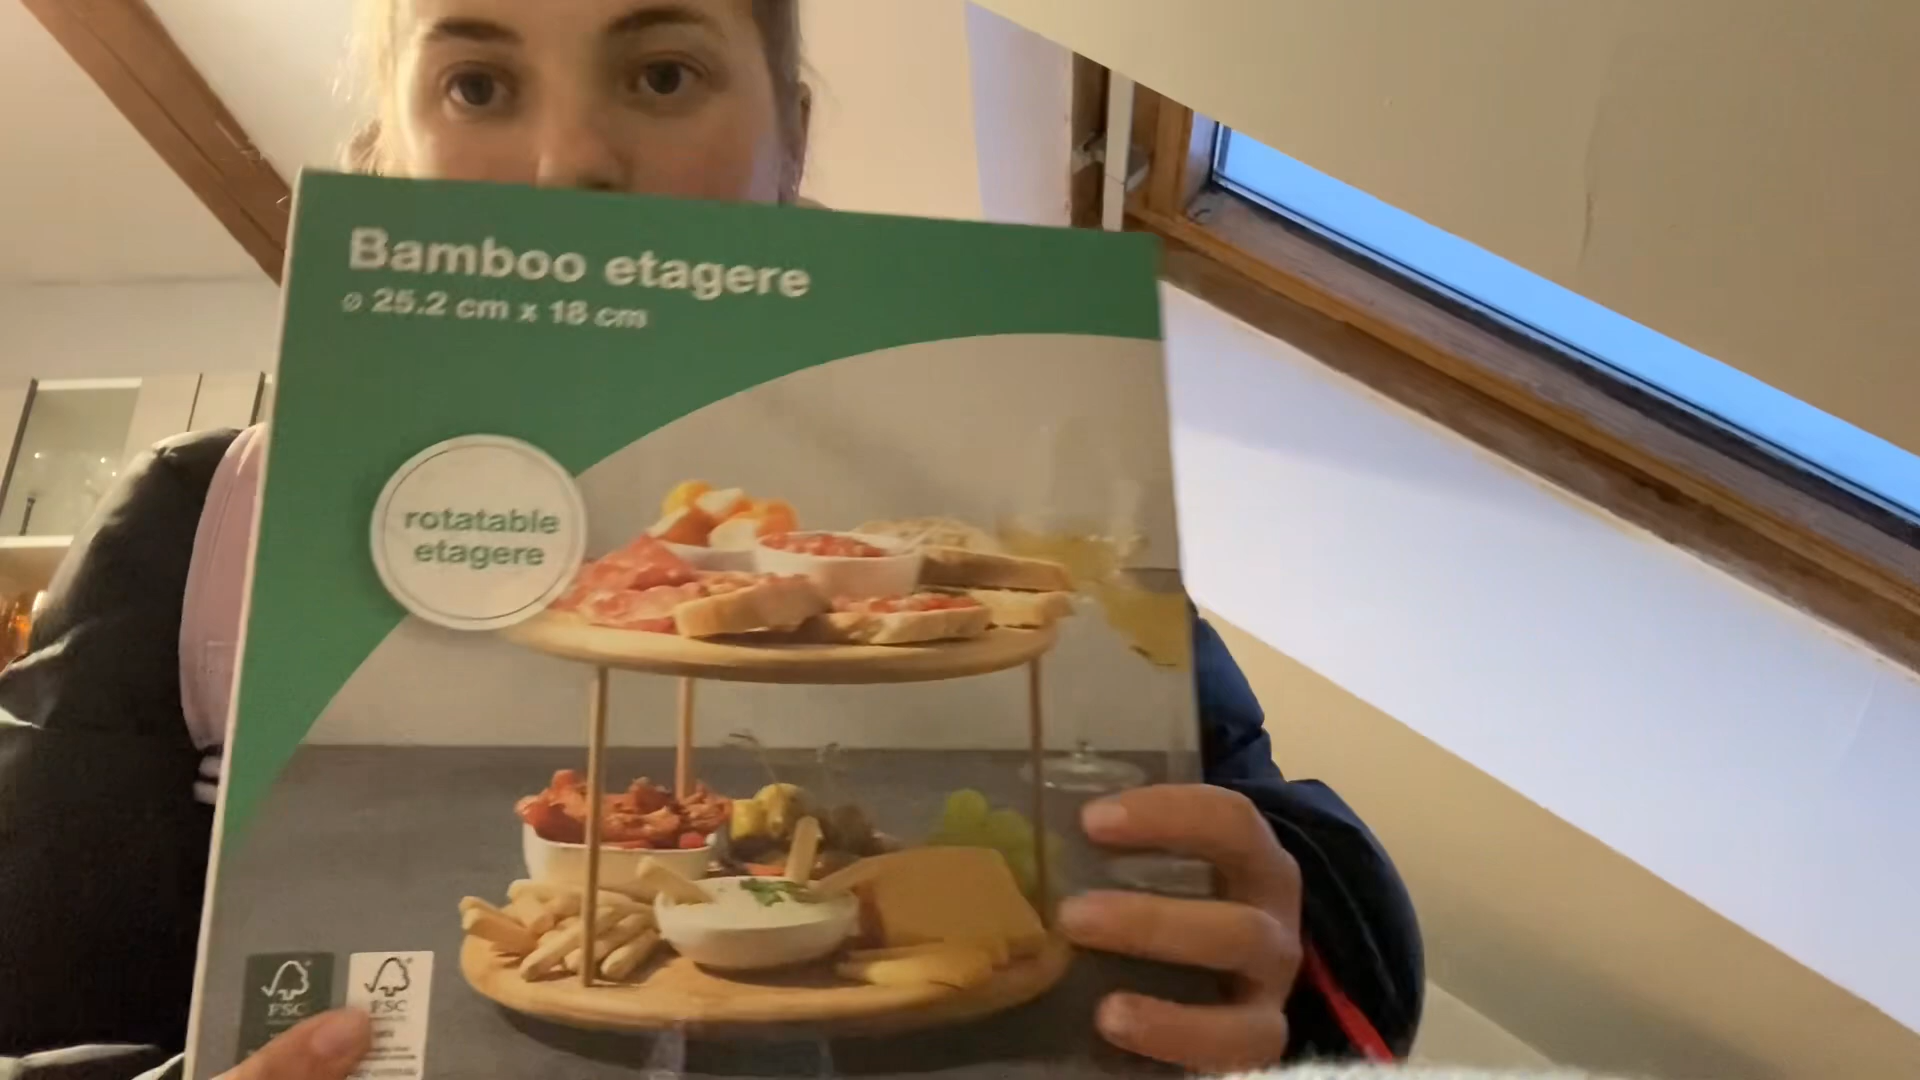 Bamboo etagere
⌀ 25.2 cm x 18 cm
rotatable
etagere
FSC
FSC